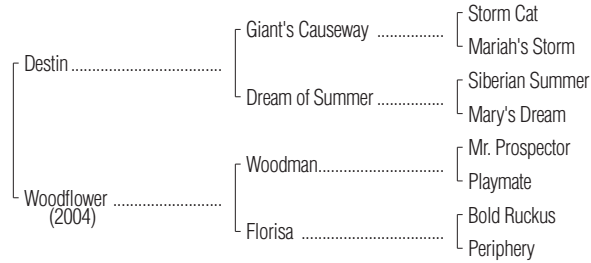 Storm Cat
Giant's Causeway ................
Mariah's Storm
Destin ....................................
Siberian Summer
Dream of Summer ................
Mary's Dream
Mr. Prospector
Woodman..............................
Playmate
Woodflower ..........................
(2004)
Bold Ruckus
Florisa ..................................
Periphery